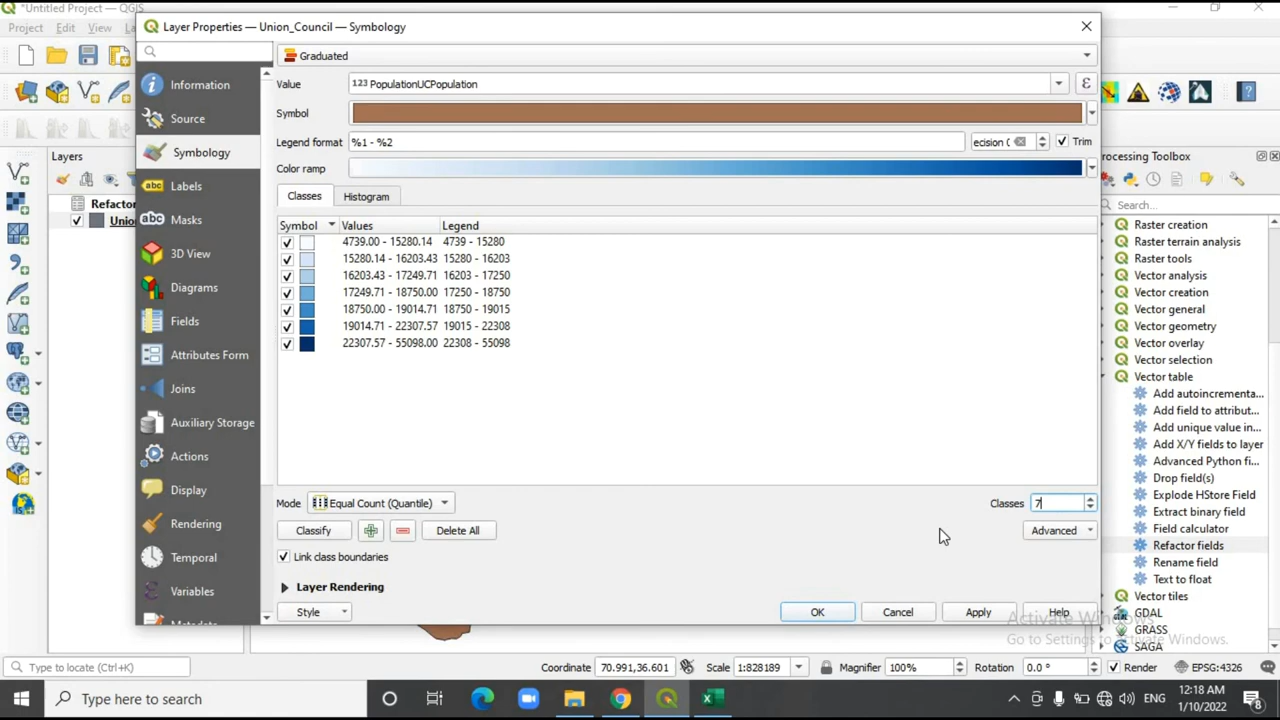 *Untitled Project — QGIS
Project Edit View
Layer Properties — Union_Council — Symbology
Information
Source
Symbology
Labels
Masks
3D View
Diagrams
Fields
Attributes Form
Joins
Auxiliary Storage
Actions
Display
Rendering
Temporal
Variables
Graduated
Value 123 PopulationUCPopulation ε
Symbol
Legend format %1 - %2 ecision 0 Trim
Color ramp
Classes Histogram
Symbol Values Legend
4739.00 - 15280.14 4739 - 15280
15280.14 - 16203.43 15280 - 16203
16203.43 - 17249.71 16203 - 17250
17249.71 - 18750.00 17250 - 18750
18750.00 - 19014.71 18750 - 19015
19014.71 - 22307.57 19015 - 22308
22307.57 - 55098.00 22308 - 55098
Mode Equal Count (Quantile) Classes 7
Classify Delete All Advanced
Link class boundaries
Layer Rendering
Style OK Cancel Apply Help
Layers
Refactor
Union
rocessing Toolbox
Search...
Raster creation
Raster terrain analysis
Raster tools
Vector analysis
Vector creation
Vector general
Vector geometry
Vector overlay
Vector selection
Vector table
Add autoincrementa...
Add field to attribut...
Add unique value in...
Add X/Y fields to layer
Advanced Python fi...
Drop field(s)
Explode HStore Field
Extract binary field
Field calculator
Refactor fields
Rename field
Text to float
Vector tiles
GDAL
GRASS
SAGA
Activate Windows
Go to Settings to Activate Windows.
Type to locate (Ctrl+K) Coordinate 70.991,36.601 Scale 1:828189 Magnifier 100% Rotation 0.0 ° Render EPSG:4326
Type here to search ENG 12:18 AM
1/10/2022 8